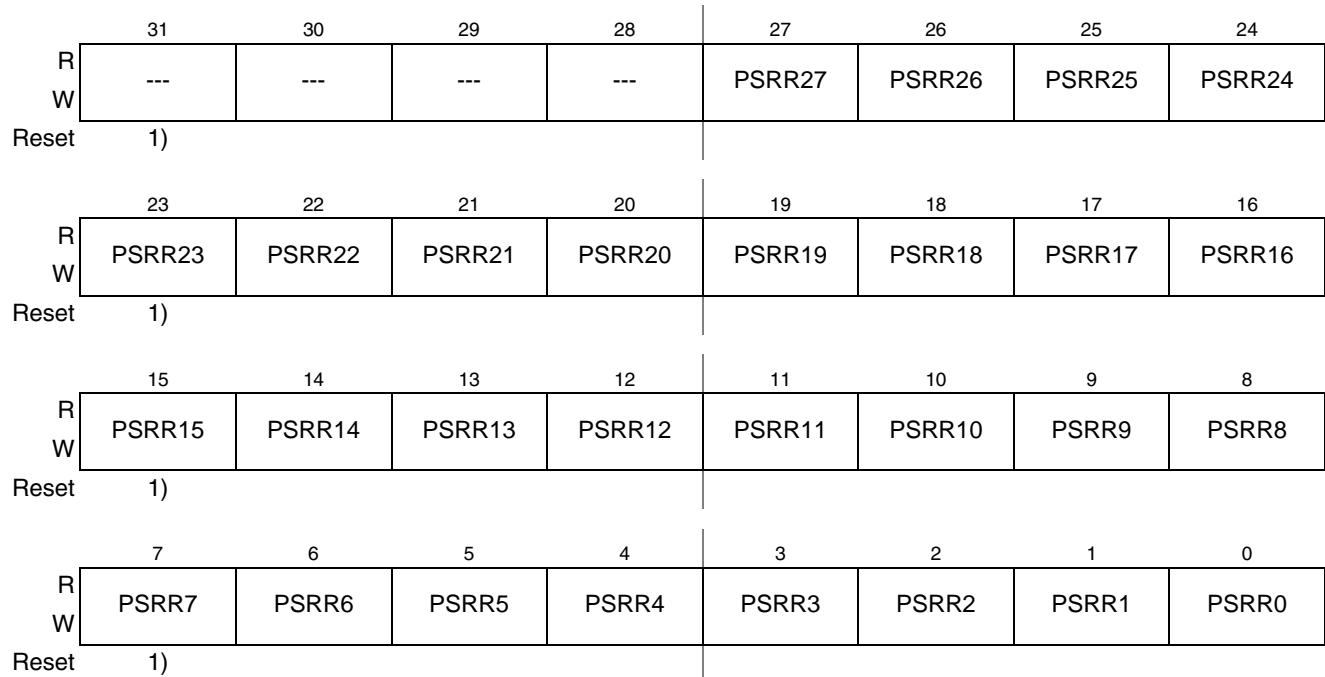 31 30 29 28 27 26 25 24
R
--- --- --- --- PSRR27 PSRR26 PSRR25 PSRR24
W
Reset 1)
23 22 21 20 19 18 17 16
R
PSRR23 PSRR22 PSRR21 PSRR20 PSRR19 PSRR18 PSRR17 PSRR16
W
Reset 1)
15 14 13 12 11 10 9 8
R
PSRR15 PSRR14 PSRR13 PSRR12 PSRR11 PSRR10 PSRR9 PSRR8
W
Reset 1)
7 6 5 4 3 2 1 0
R
PSRR7 PSRR6 PSRR5 PSRR4 PSRR3 PSRR2 PSRR1 PSRR0
W
Reset 1)